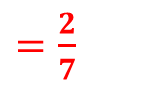 = 2/7